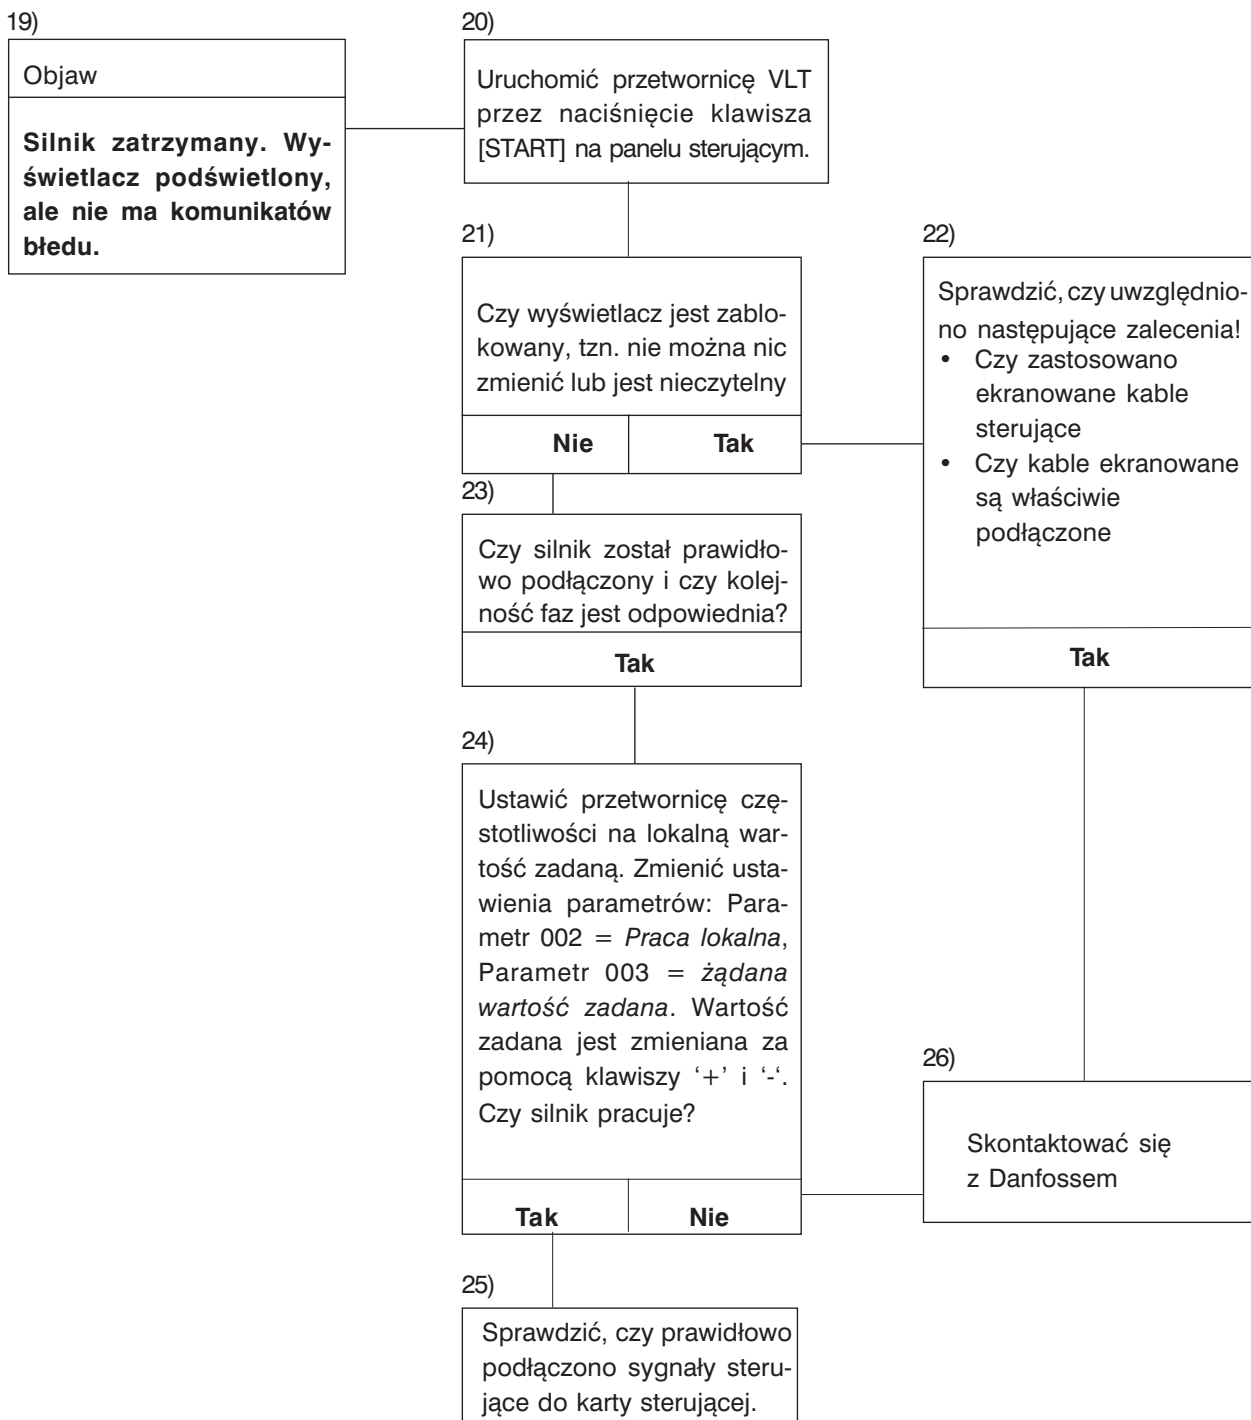 19)
Objaw
Silnik zatrzymany. Wy-
świetlacz podświetlony,
ale nie ma komunikatów
błedu.
20)
Uruchomić przetwornicę VLT
przez naciśnięcie klawisza
[START] na panelu sterującym.
21)
Czy wyświetlacz jest zablo-
kowany, tzn. nie można nic
zmienić lub jest nieczytelny
Nie
Tak
22)
Sprawdzić, czy uwzględnio-
no następujące zalecenia!
• Czy zastosowano
ekranowane kable
sterujące
• Czy kable ekranowane
są właściwie
podłączone
Tak
23)
Czy silnik został prawidło-
wo podłączony i czy kolej-
ność faz jest odpowiednia?
Tak
24)
Ustawić przetwornicę czę-
stotliwości na lokalną war-
tość zadaną. Zmienić usta-
wienia parametrów: Para-
metr 002 = Praca lokalna,
Parametr 003 = żądana
wartość zadana. Wartość
zadana jest zmieniana za
pomocą klawiszy ‘+’ i ‘-‘.
Czy silnik pracuje?
Tak
Nie
26)
Skontaktować się
z Danfossem
25)
Sprawdzić, czy prawidłowo
podłączono sygnały steru-
jące do karty sterującej.